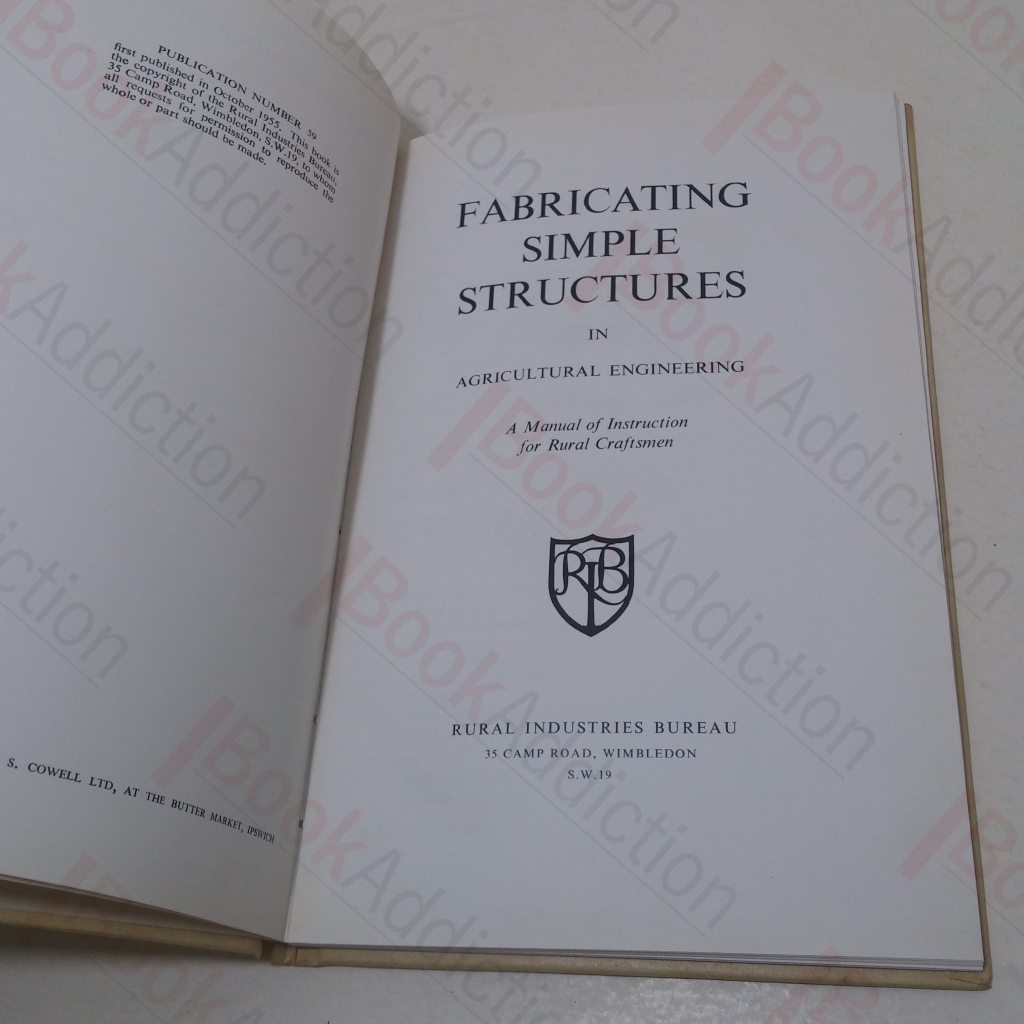 PUBLICATION NUMBER 59
first published in October 1955. This book is
the copyright of the Rural Industries Bureau,
35 Camp Road, Wimbledon, S.W.19, to whom
all requests for permission to reproduce the
whole or part should be made.
S. COWELL LTD, AT THE BUTTER MARKET, IPSWICH
FABRICATING
SIMPLE
STRUCTURES
IN
AGRICULTURAL ENGINEERING
A Manual of Instruction
for Rural Craftsmen
RIB
RURAL INDUSTRIES BUREAU
35 CAMP ROAD, WIMBLEDON
S.W.19
BookAddiction